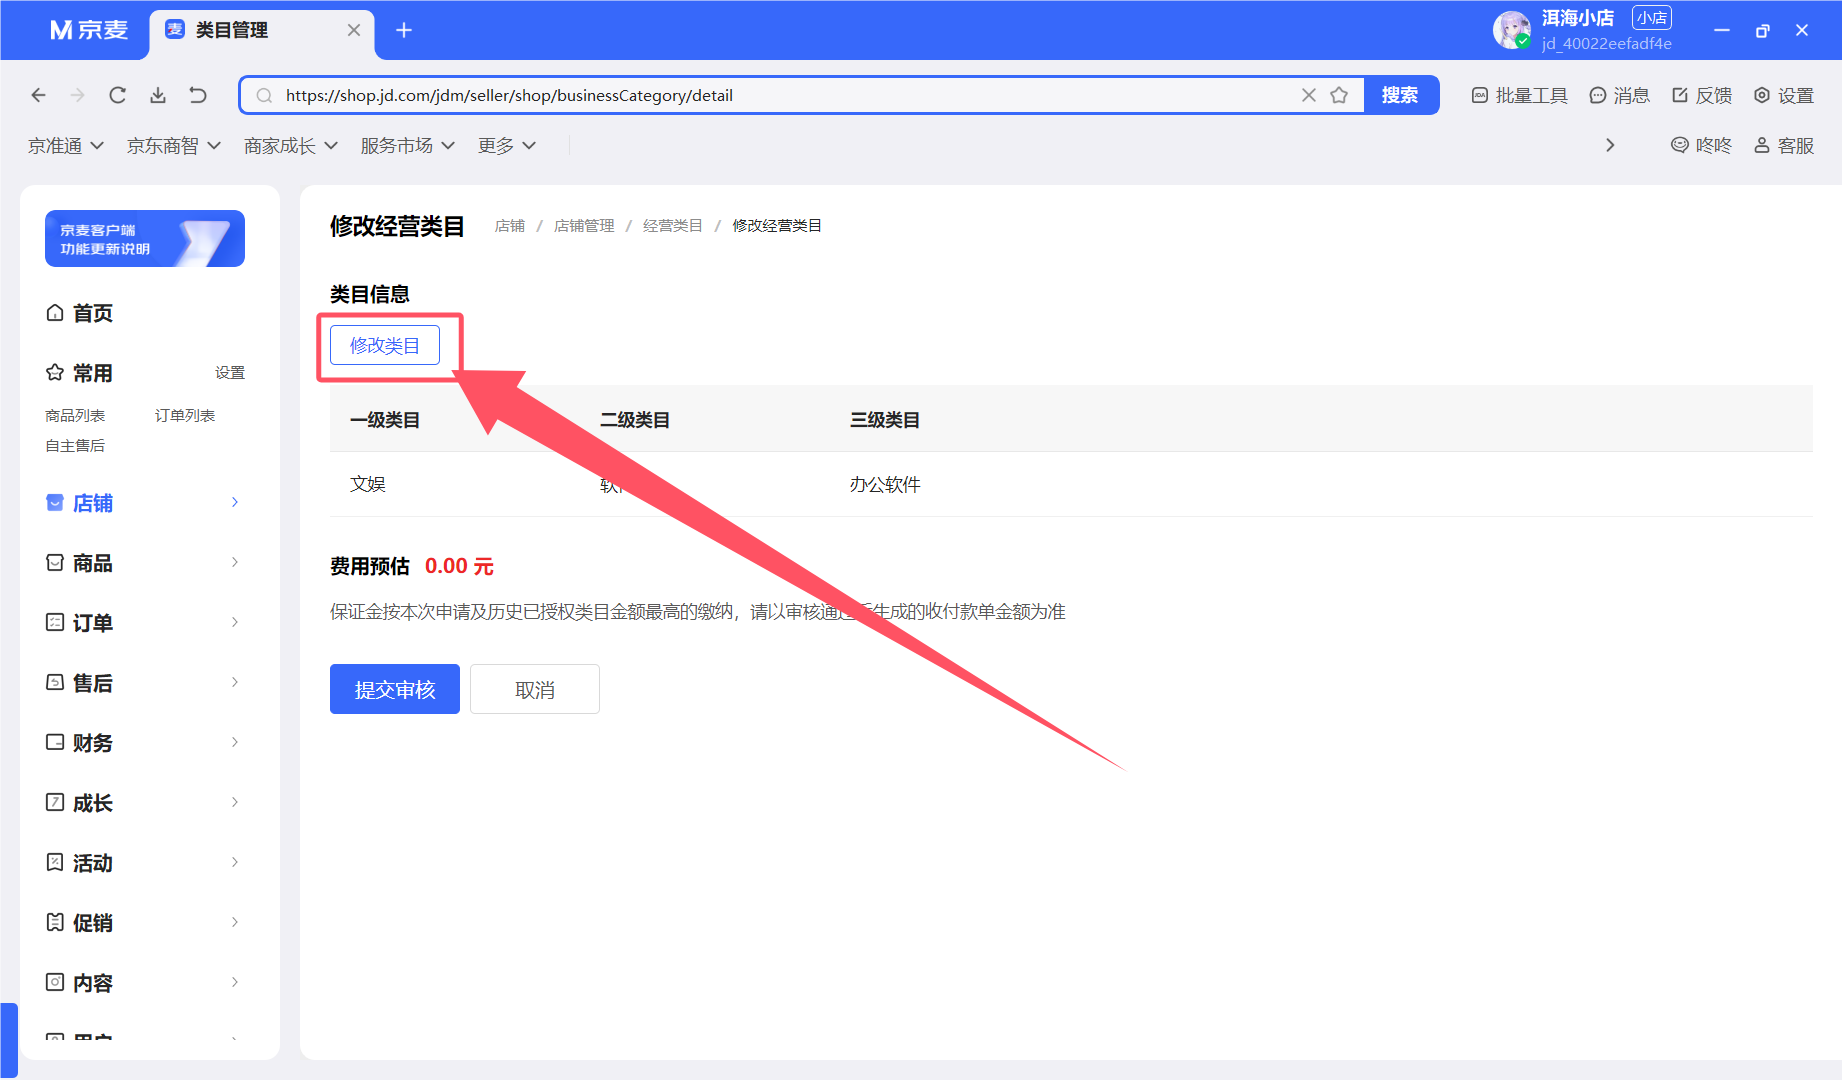 京麦
麦 类目管理
洱海小店 小店
jd_40022eefadf4e
https://shop.jd.com/jdm/seller/shop/businessCategory/detail
搜索
批量工具 消息 反馈 设置
京准通 京东商智 商家成长 服务市场 更多
咚咚 客服
京麦客户端
功能更新说明
首页
常用 设置
商品列表 订单列表
自主售后
店铺
商品
订单
售后
财务
成长
活动
促销
内容
修改经营类目 店铺 / 店铺管理 / 经营类目 / 修改经营类目
类目信息
修改类目
一级类目 二级类目 三级类目
文娱 软件 办公软件
费用预估 0.00 元
保证金按本次申请及历史已授权类目金额最高的缴纳，请以审核通过后生成的收付款单金额为准
提交审核 取消